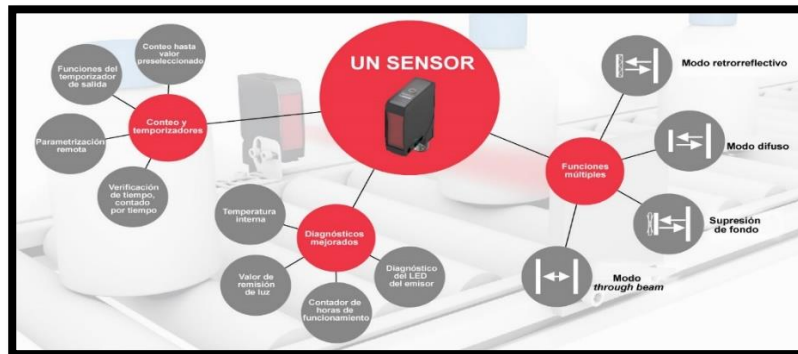 UN SENSOR
Conteo hasta
valor
preseleccionado
Funciones del
temporizador
de salida
Conteo y
temporizadores
Parametrización
remota
Verificación
de tiempo,
contado
por tiempo
Temperatura
interna
Diagnósticos
mejorados
Valor de
remisión
de luz
Contador de
horas de
funcionamiento
Diagnóstico
del LED
del emisor
Funciones
múltiples
Modo retrorreflectivo
Modo difuso
Supresión
de fondo
Modo
through beam